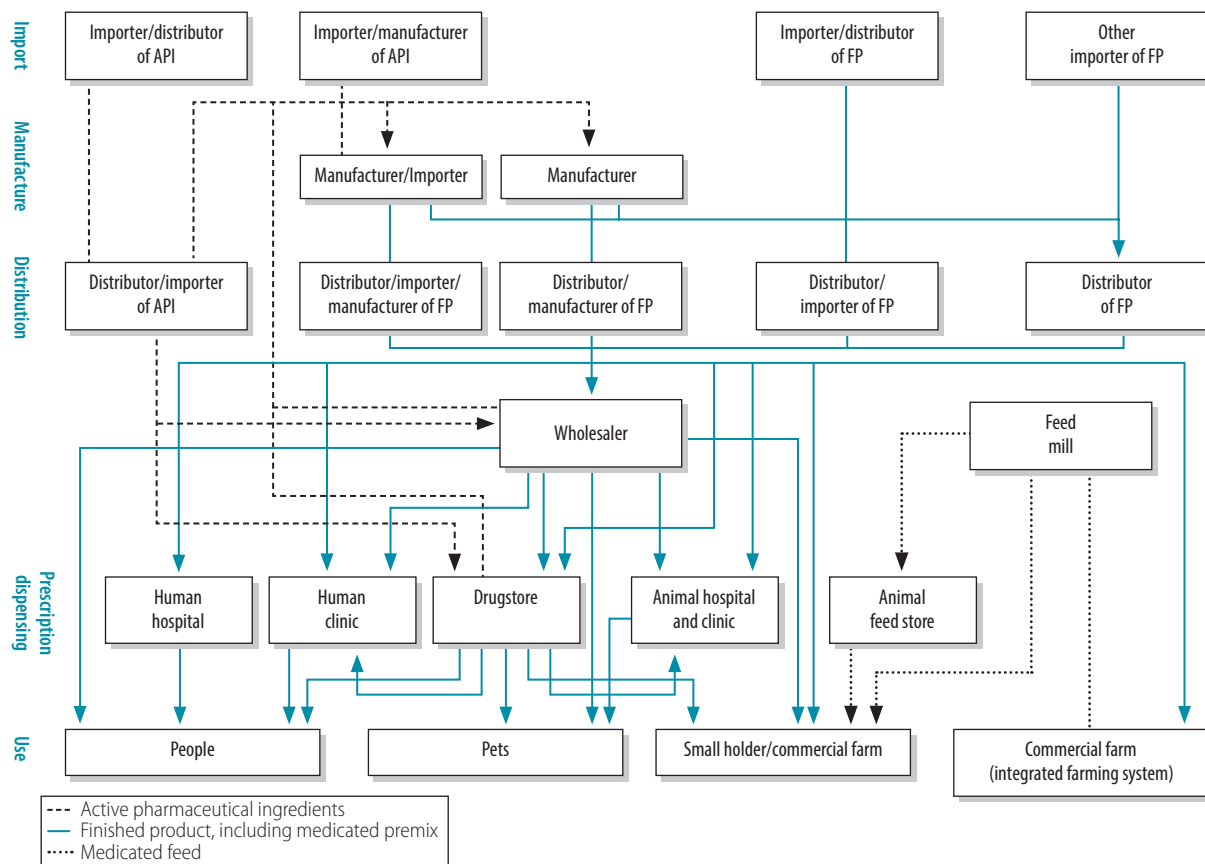 Import
Importer/distributor
of API
Importer/manufacturer
of API
Importer/distributor
of FP
Other
importer of FP
Manufacture
Manufacturer/Importer
Manufacturer
Distribution
Distributor/importer
of API
Distributor/importer/
manufacturer of FP
Distributor/
manufacturer of FP
Distributor/
importer of FP
Distributor
of FP
Wholesaler
Feed
mill
Prescription
dispensing
Human
hospital
Human
clinic
Drugstore
Animal hospital
and clinic
Animal
feed store
Use
People
Pets
Small holder/commercial farm
Commercial farm
(integrated farming system)
Active pharmaceutical ingredients
Finished product, including medicated premix
Medicated feed